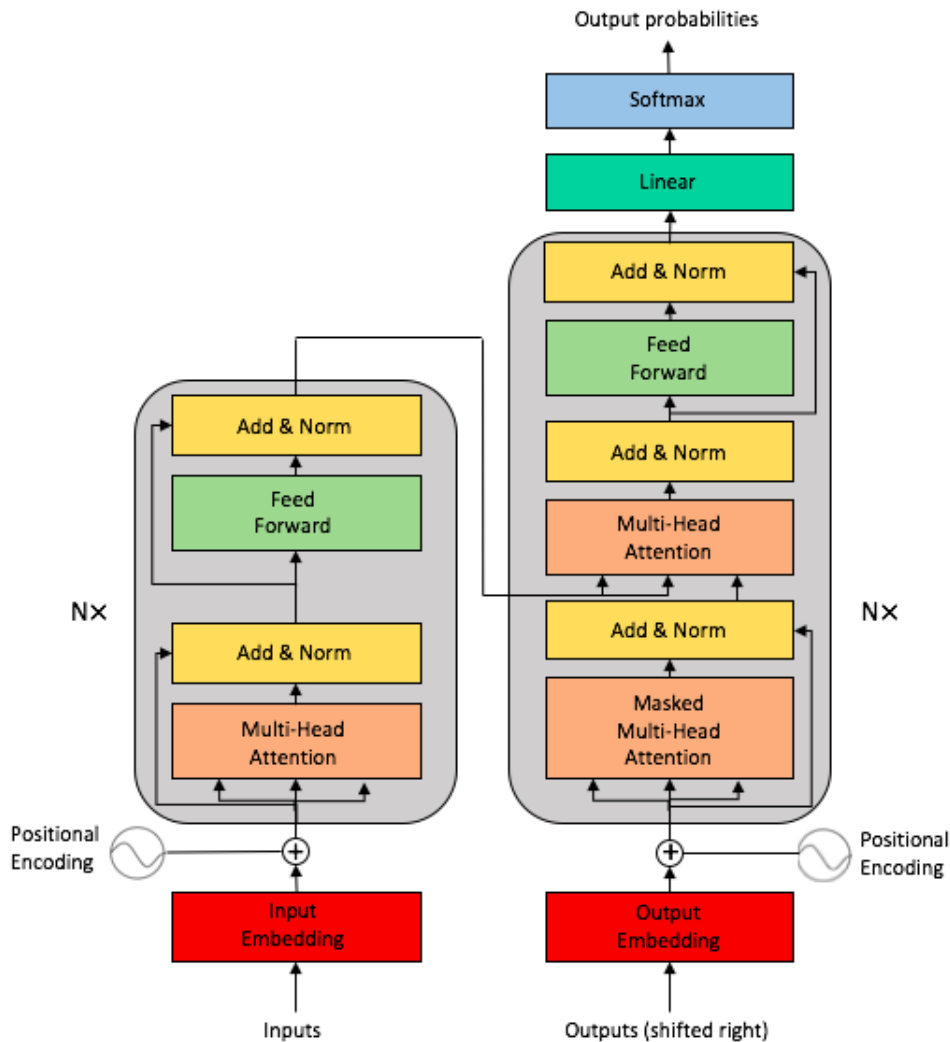 Output probabilities
Softmax
Linear
Add & Norm
Feed
Forward
Add & Norm
Multi-Head
Attention
Add & Norm
Masked
Multi-Head
Attention
N×
Positional
Encoding
Output
Embedding
Outputs (shifted right)
Add & Norm
Feed
Forward
N×
Add & Norm
Multi-Head
Attention
Positional
Encoding
Input
Embedding
Inputs